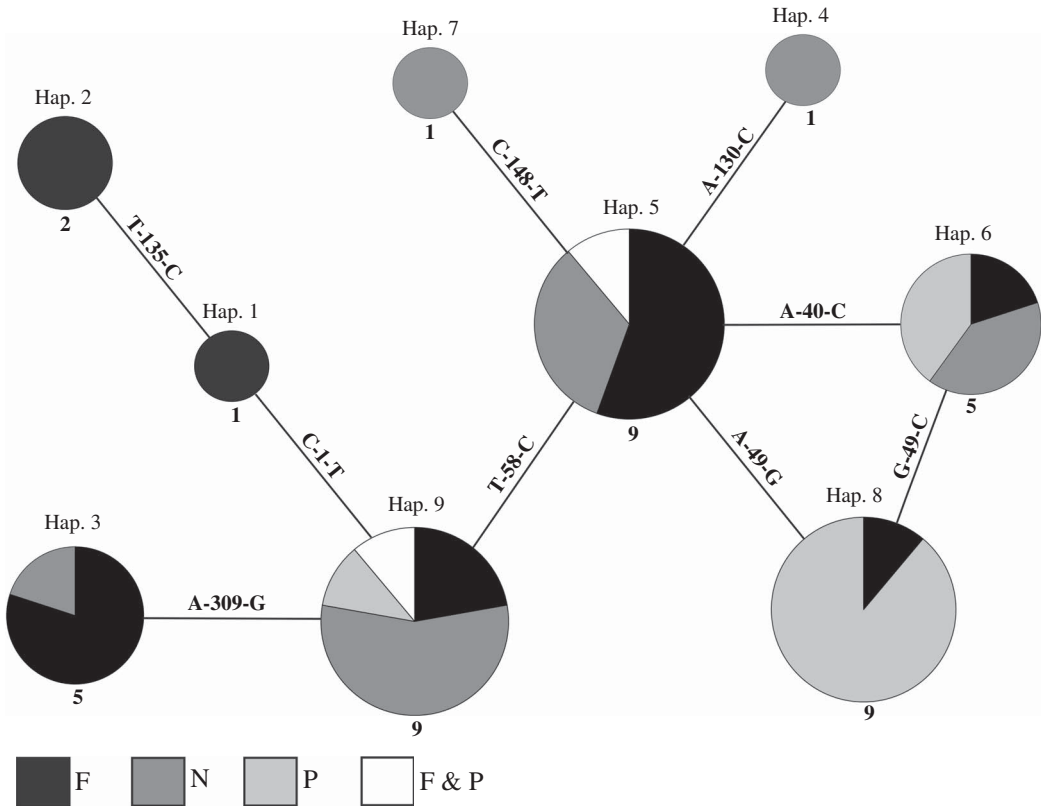 Hap. 4
Hap. 7
1
1
Hap. 2
2
C-148-T
A-130-C
Hap. 5
9
T-135-C
Hap. 6
5
A-40-C
Hap. 1
1
C-1-T
T-58-C
A-49-G
G-49-C
Hap. 9
9
Hap. 8
9
Hap. 3
5
A-309-G
F
N
P
F & P